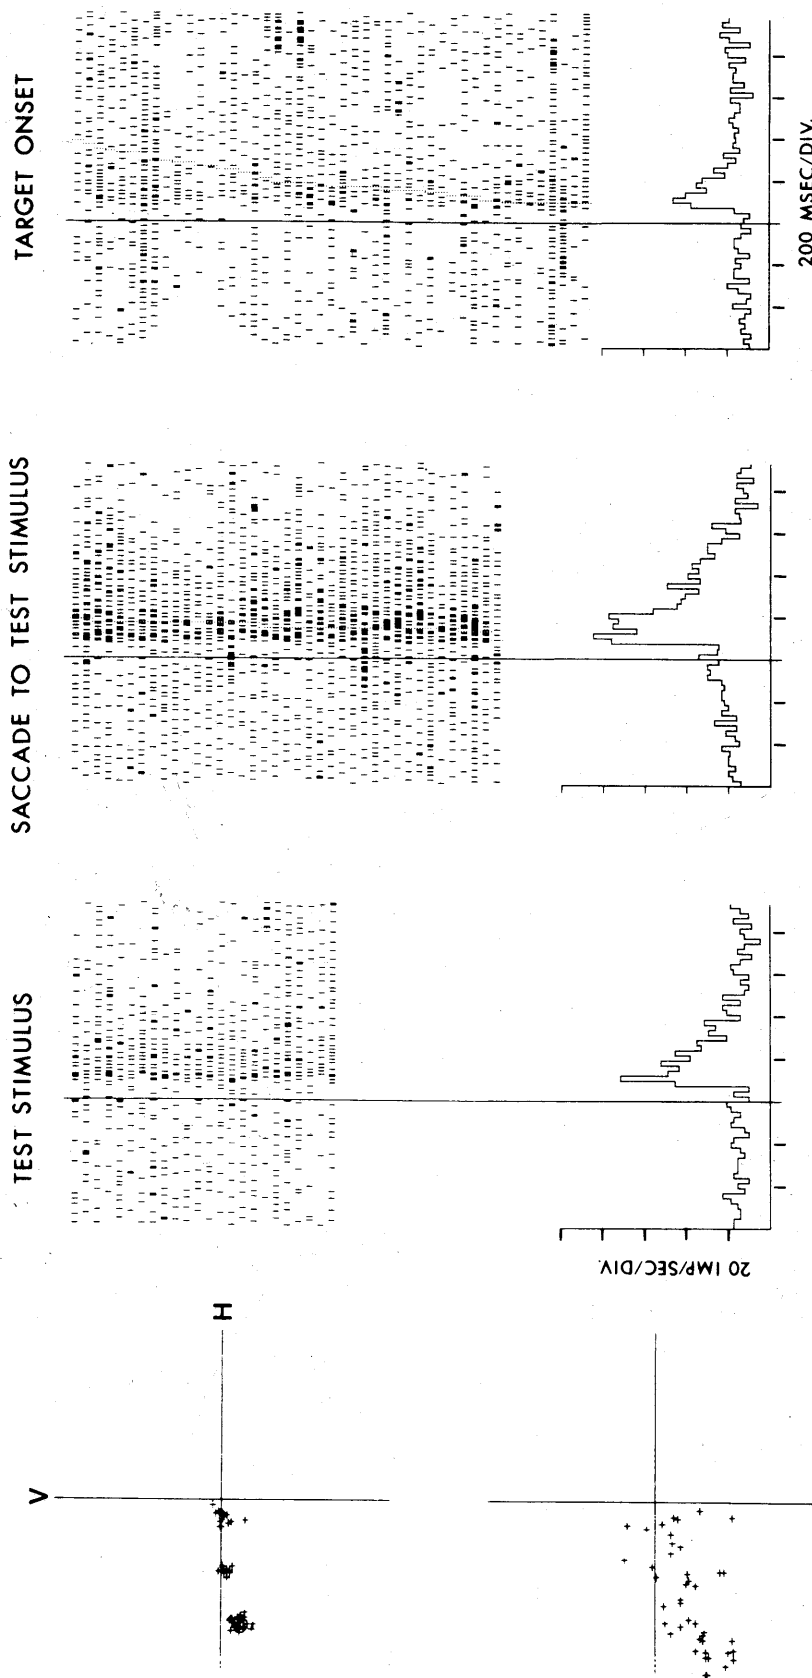 TARGET ONSET
SACCADE TO TEST STIMULUS
TEST STIMULUS
V
H
20 IMP/SEC/DIV.
200 MSEC/DIV.